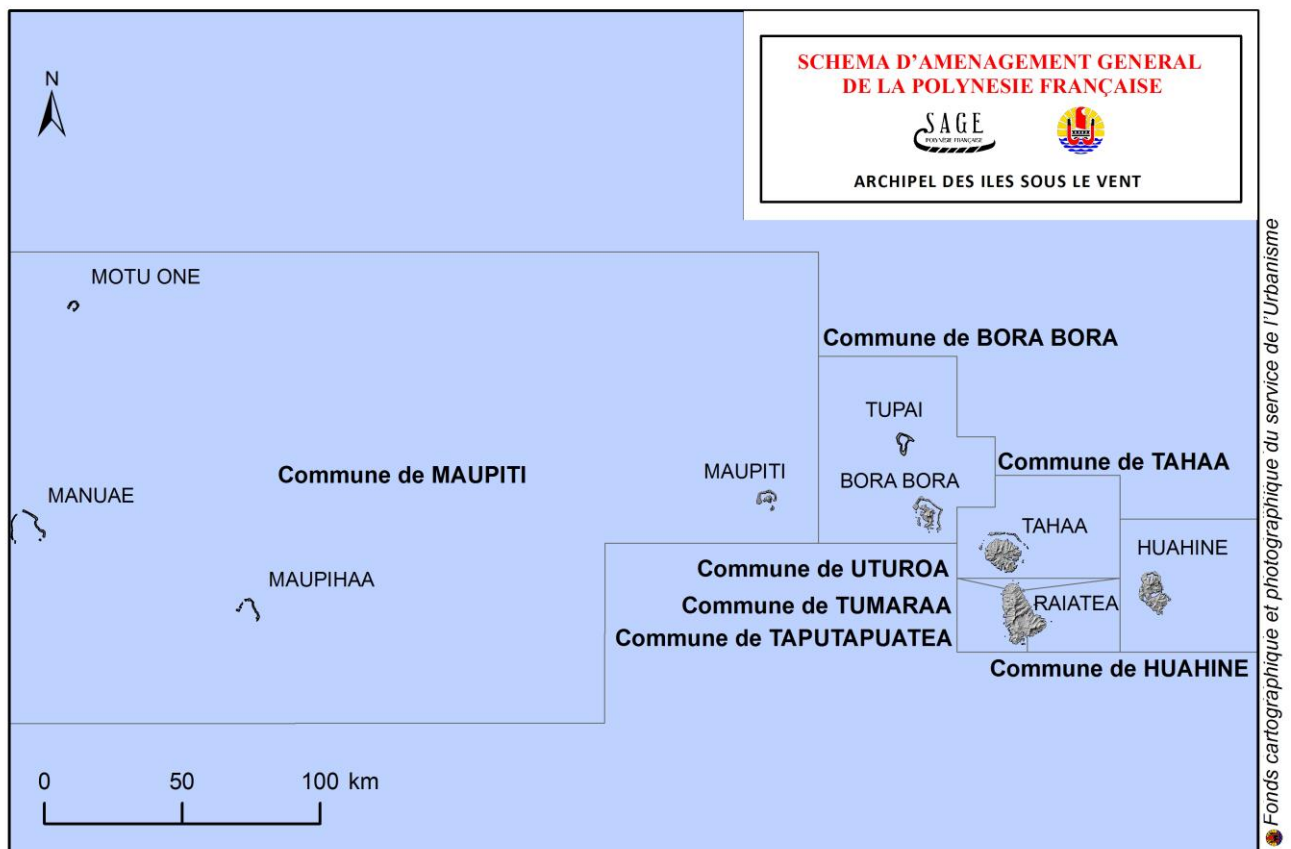 SCHEMA D'AMENAGEMENT GENERAL
DE LA POLYNESIE FRANÇAISE
SAGE
POLYNÉSIE FRANÇAISE
ARCHIPEL DES ILES SOUS LE VENT
N
MOTU ONE
Commune de BORA BORA
TUPAI
Commune de MAUPITI
MAUPITI
BORA BORA
Commune de TAHAA
MANUAE
TAHAA
HUAHINE
MAUPIHAA
Commune de UTUROA
Commune de TUMARAA
RAIATEA
Commune de TAPUTAPUATEA
Commune de HUAHINE
0 50 100 km
Fonds cartographique et photographique du service de l'Urbanisme